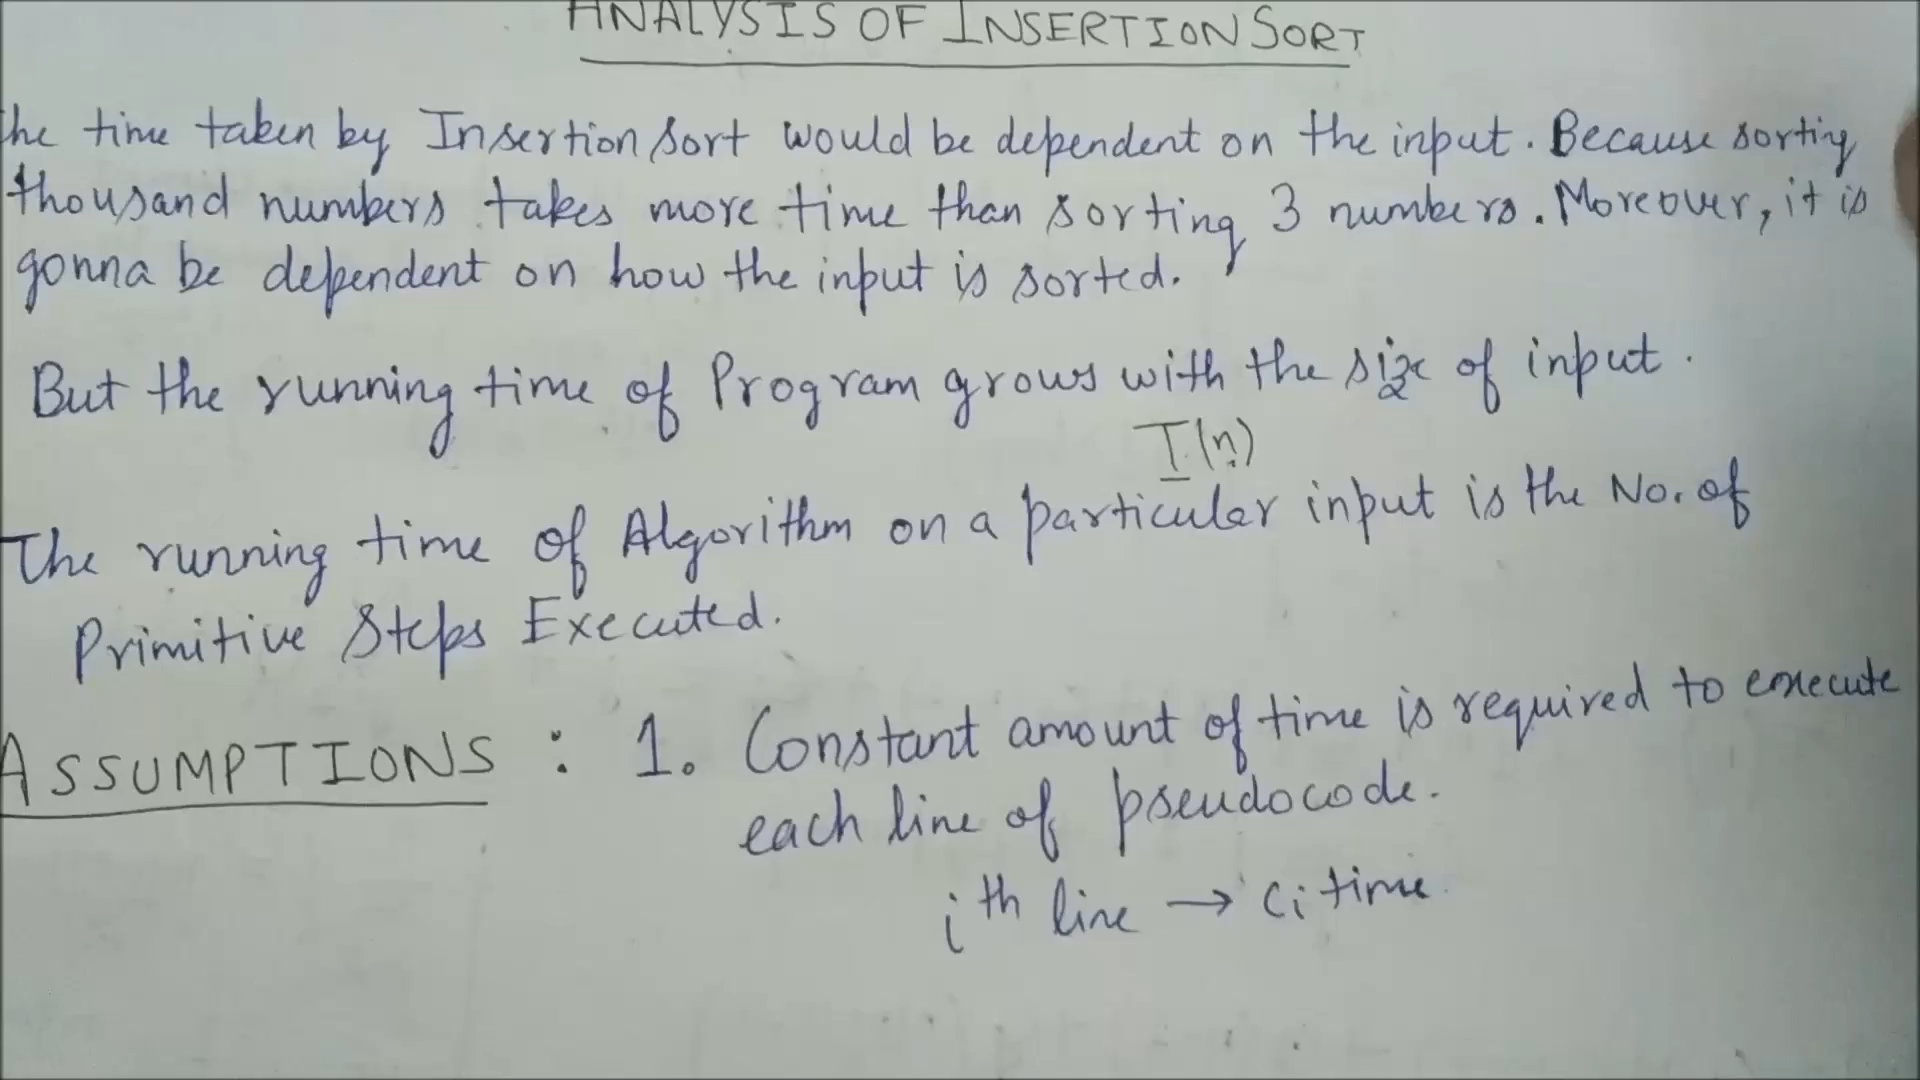 ANALYSIS OF INSERTION SORT
The time taken by Insertion Sort would be dependent on the input. Because sorting
thousand numbers takes more time than sorting 3 numbers. Moreover, it is
gonna be dependent on how the input is sorted.
But the running time of Program grows with the size of input.
T(n)
The running time of Algorithm on a particular input is the No. of
Primitive Steps Executed.
ASSUMPTIONS : 1. Constant amount of time is required to execute
each line of pseudocode.
ith line → ci time